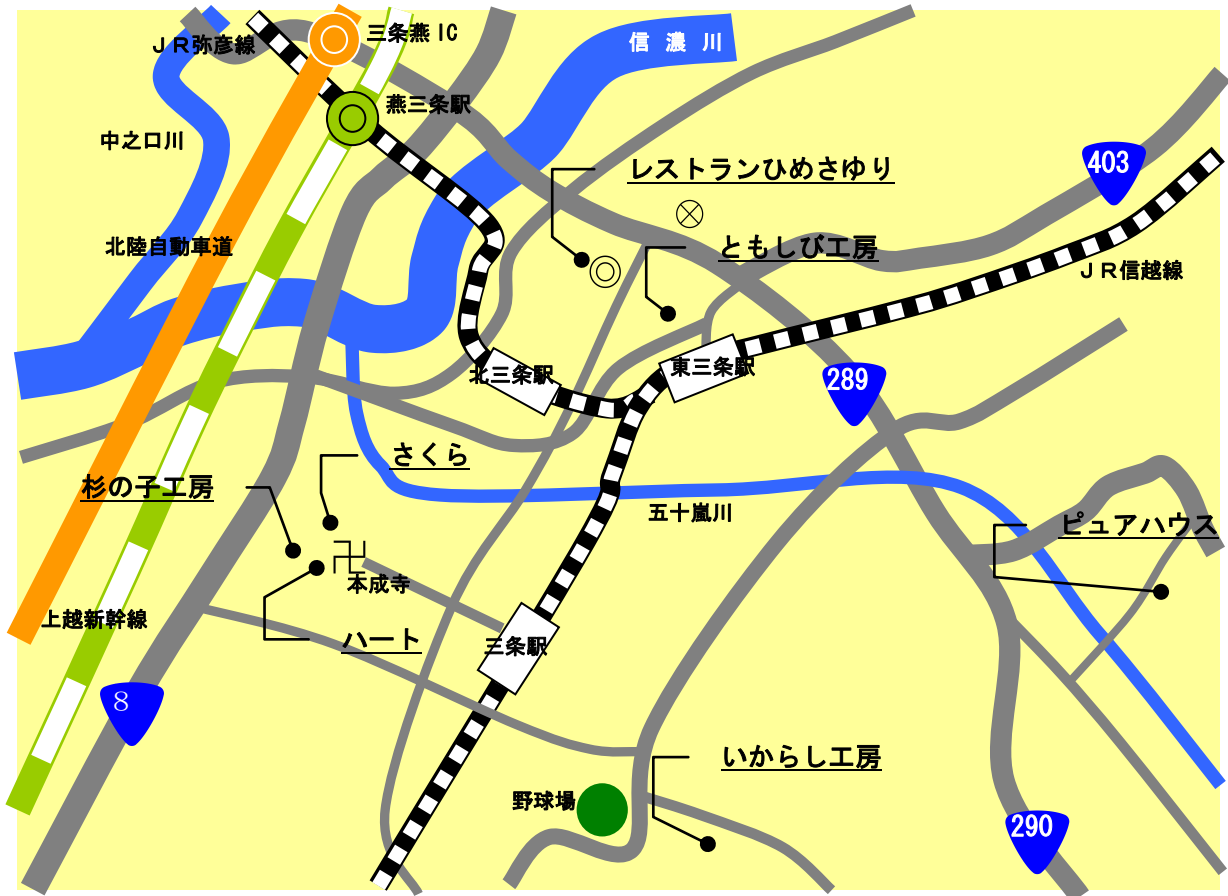 三条燕IC
JR弥彦線
信濃川
燕三条駅
中之口川
403
レストランひめさゆり
北陸自動車道
ともしび工房
JR信越線
東三条駅
北三条駅
289
さくら
杉の子工房
五十嵐川
ピュアハウス
本成寺
上越新幹線
ハート
三条駅
8
いからし工房
野球場
290